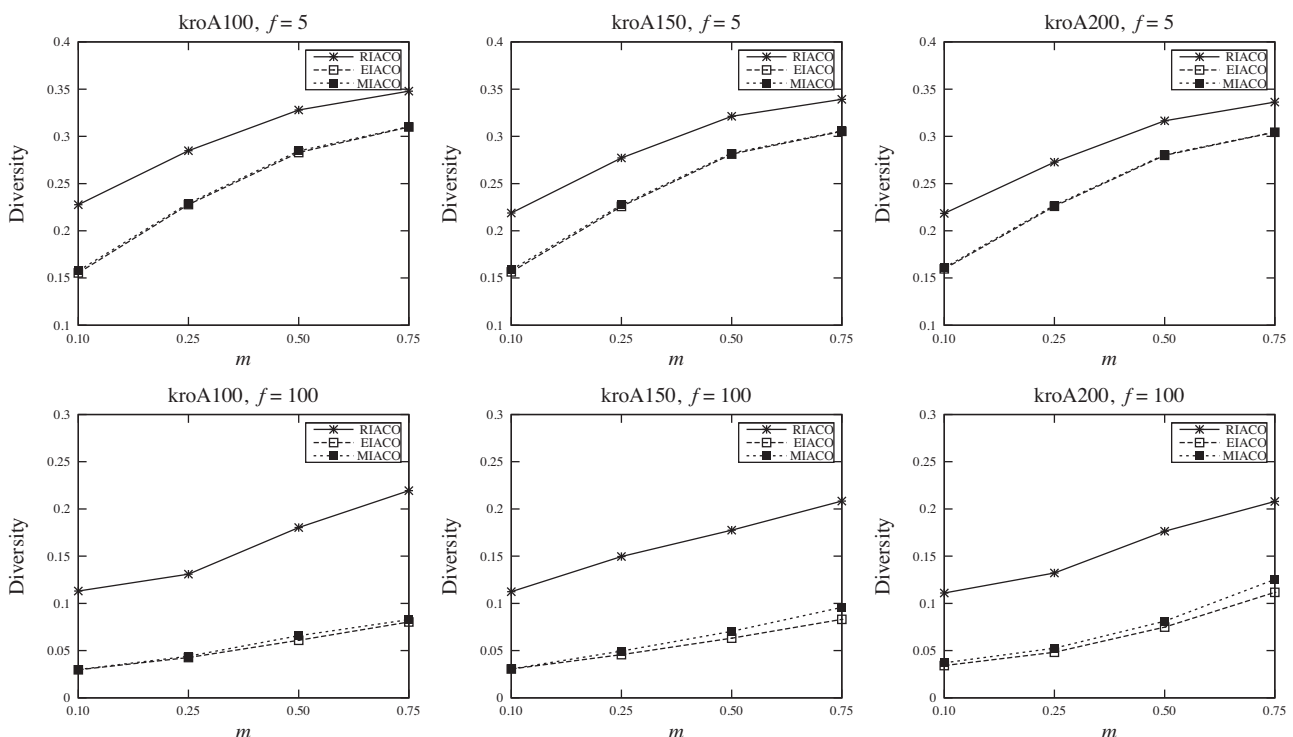 kroA100, f = 5
RIACO
EIACO
MIACO
0.4
0.35
0.3
0.25
0.2
0.15
0.1
Diversity
0.10
0.25
0.50
0.75
m
kroA150, f = 5
RIACO
EIACO
MIACO
0.4
0.35
0.3
0.25
0.2
0.15
0.1
Diversity
0.10
0.25
0.50
0.75
m
kroA200, f = 5
RIACO
EIACO
MIACO
0.4
0.35
0.3
0.25
0.2
0.15
0.1
Diversity
0.10
0.25
0.50
0.75
m
kroA100, f = 100
RIACO
EIACO
MIACO
0.3
0.25
0.2
0.15
0.1
0.05
0
Diversity
0.10
0.25
0.50
0.75
m
kroA150, f = 100
RIACO
EIACO
MIACO
0.3
0.25
0.2
0.15
0.1
0.05
0
Diversity
0.10
0.25
0.50
0.75
m
kroA200, f = 100
RIACO
EIACO
MIACO
0.3
0.25
0.2
0.15
0.1
0.05
0
Diversity
0.10
0.25
0.50
0.75
m